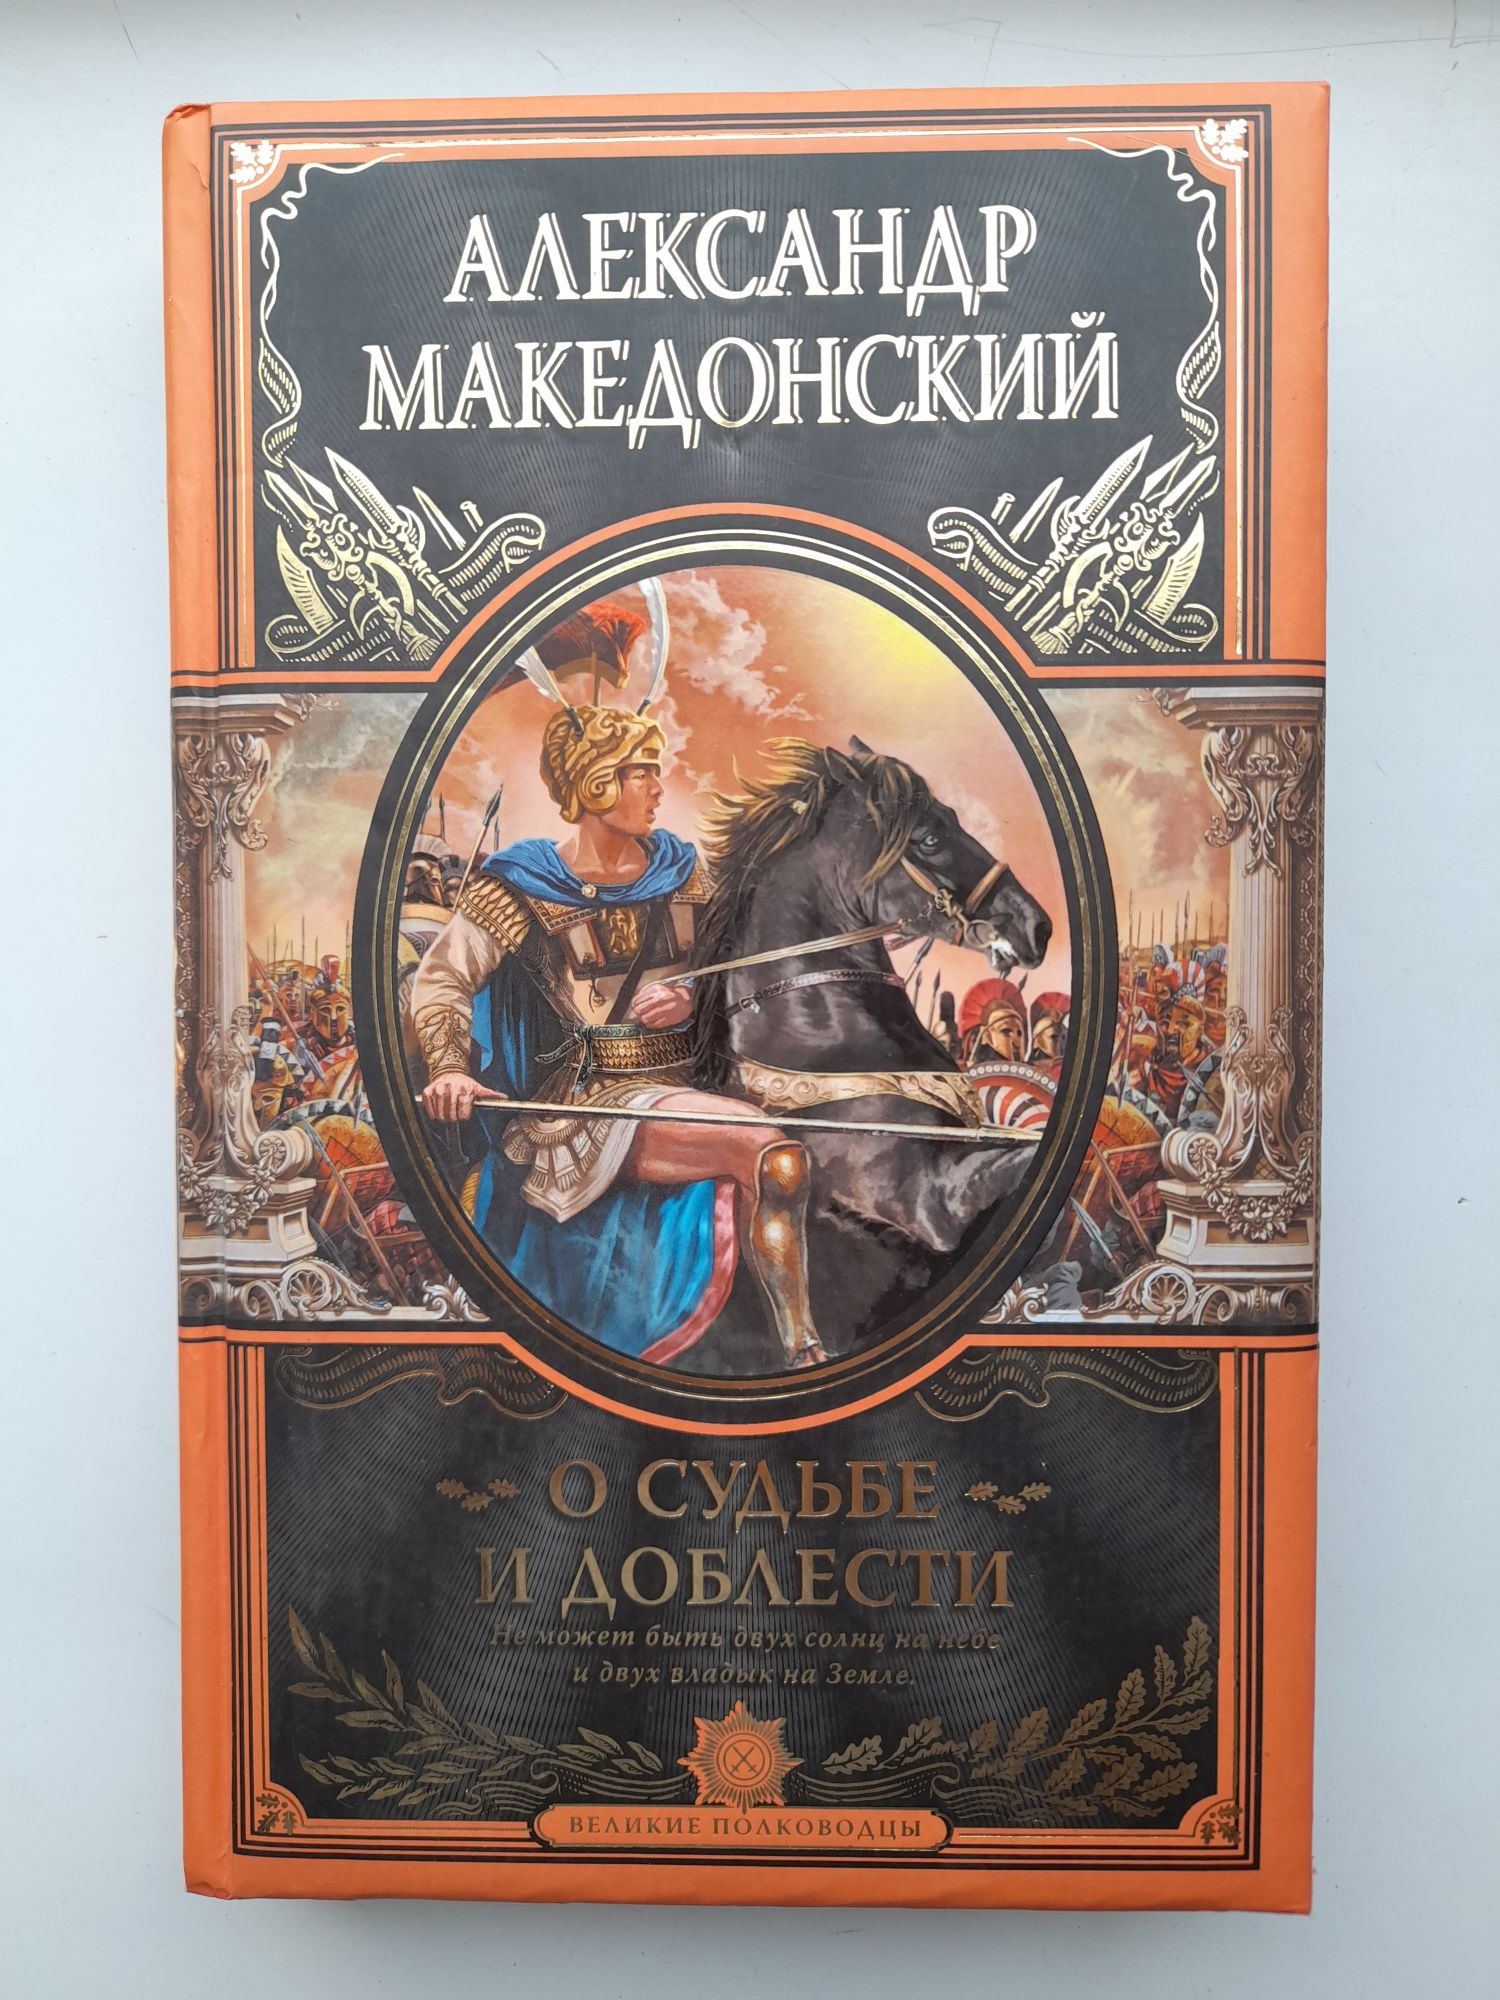 АЛЕКСАНДР
МАКЕДОНСКИЙ
О СУДЬБЕ
И ДОБЛЕСТИ
Не может быть двух солнц на небе
и двух владык на Земле.
ВЕЛИКИЕ ПОЛКОВОДЦЫ